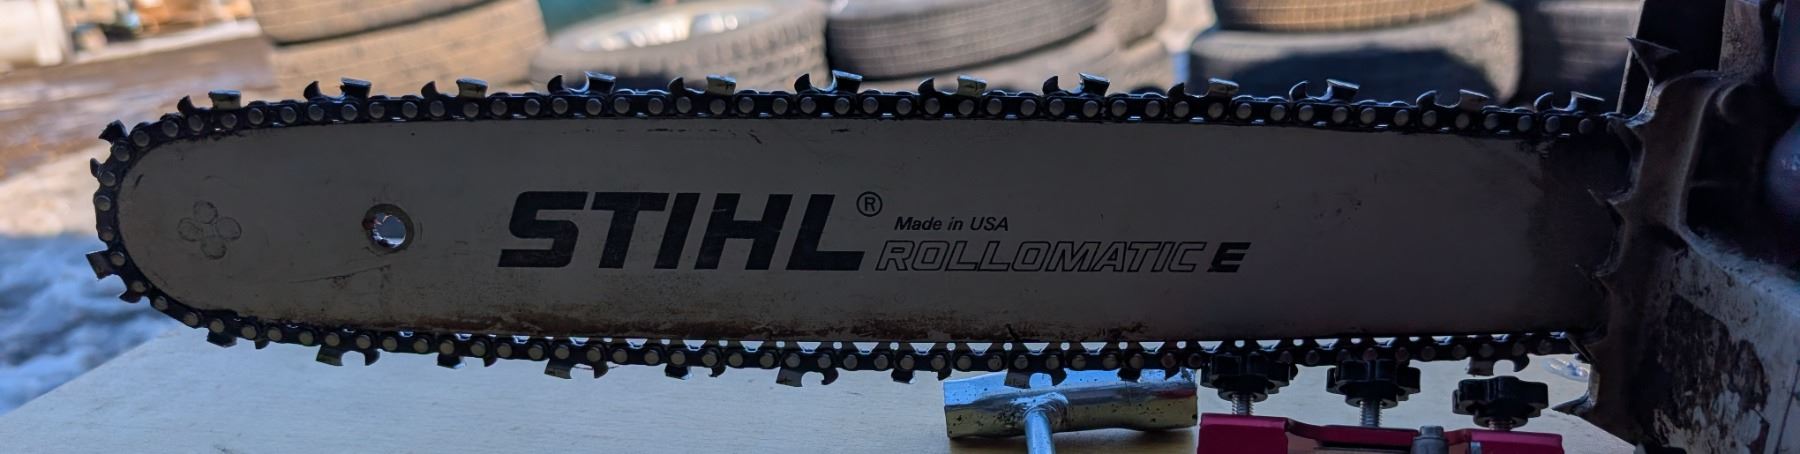 STIHL®
Made in USA
ROLLOMATIC E